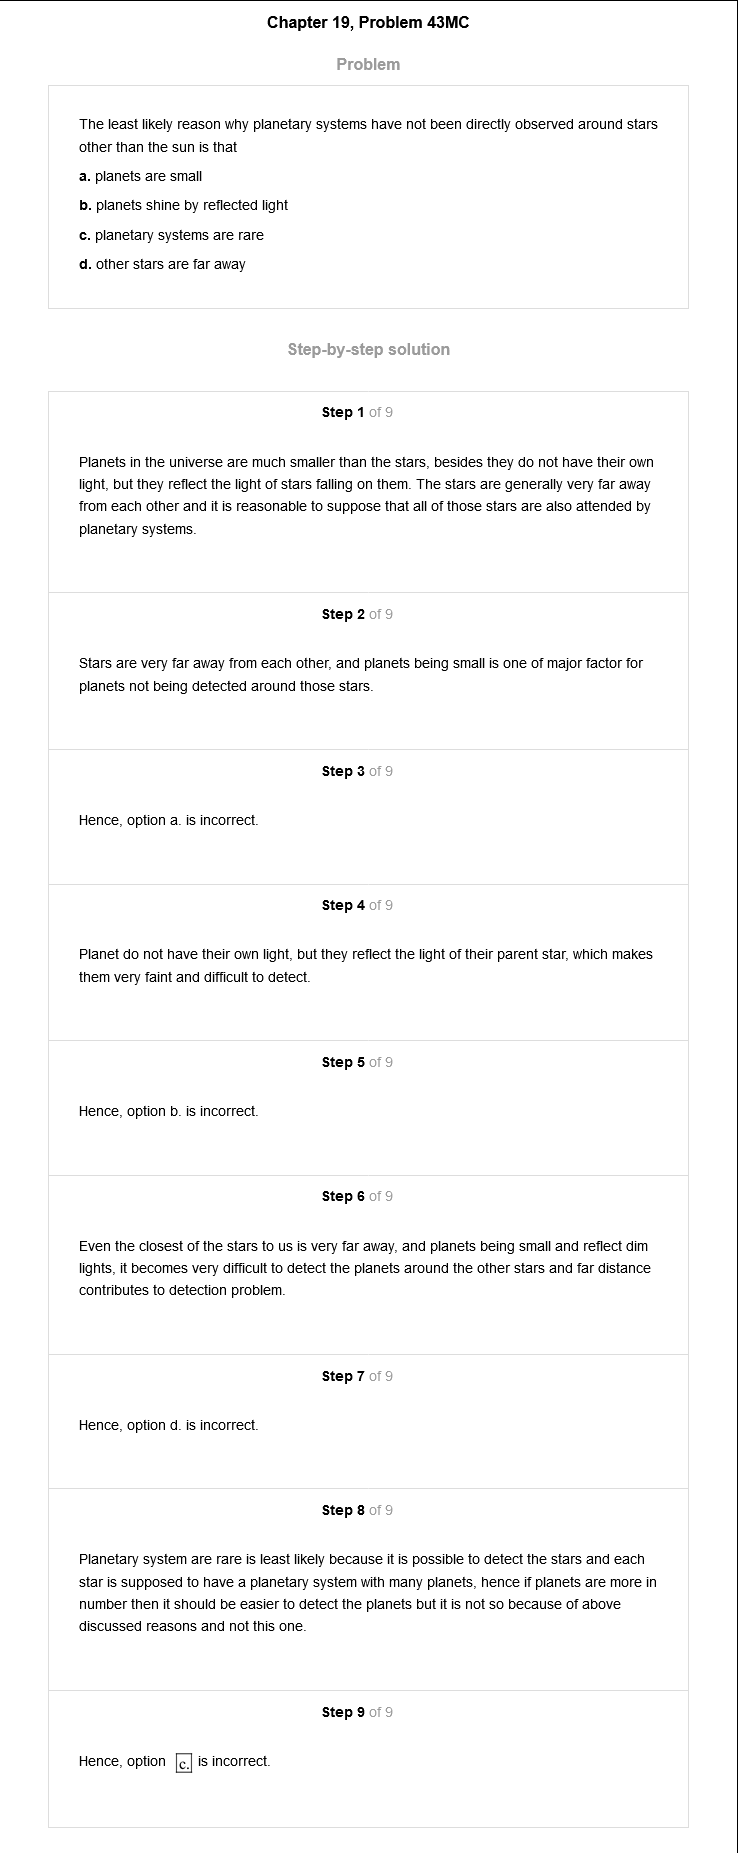 Chapter 19, Problem 43MC
Problem
The least likely reason why planetary systems have not been directly observed around stars
other than the sun is that
a. planets are small
b. planets shine by reflected light
c. planetary systems are rare
d. other stars are far away
Step-by-step solution
Step 1 of 9
Planets in the universe are much smaller than the stars, besides they do not have their own
light, but they reflect the light of stars falling on them. The stars are generally very far away
from each other and it is reasonable to suppose that all of those stars are also attended by
planetary systems.
Step 2 of 9
Stars are very far away from each other, and planets being small is one of major factor for
planets not being detected around those stars.
Step 3 of 9
Hence, option a. is incorrect.
Step 4 of 9
Planet do not have their own light, but they reflect the light of their parent star, which makes
them very faint and difficult to detect.
Step 5 of 9
Hence, option b. is incorrect.
Step 6 of 9
Even the closest of the stars to us is very far away, and planets being small and reflect dim
lights, it becomes very difficult to detect the planets around the other stars and far distance
contributes to detection problem.
Step 7 of 9
Hence, option d. is incorrect.
Step 8 of 9
Planetary system are rare is least likely because it is possible to detect the stars and each
star is supposed to have a planetary system with many planets, hence if planets are more in
number then it should be easier to detect the planets but it is not so because of above
discussed reasons and not this one.
Step 9 of 9
Hence, option c. is incorrect.